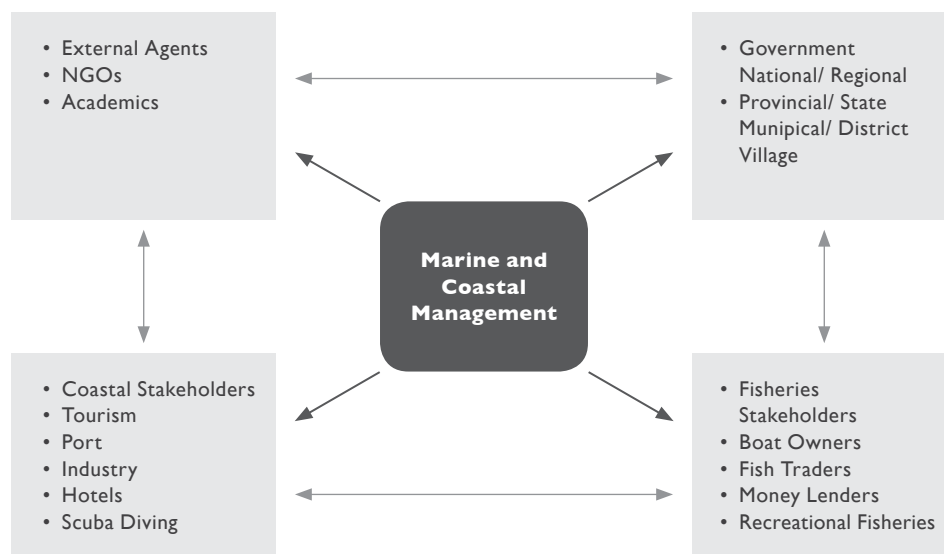 • External Agents
• NGOs
• Academics
• Government
National/ Regional
• Provincial/ State
Munipical/ District
Village
Marine and
Coastal
Management
• Coastal Stakeholders
• Tourism
• Port
• Industry
• Hotels
• Scuba Diving
• Fisheries
Stakeholders
• Boat Owners
• Fish Traders
• Money Lenders
• Recreational Fisheries